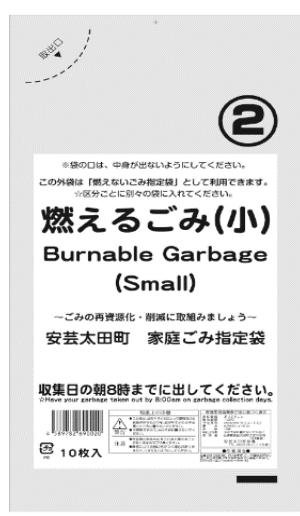 取出口
②
※袋の口は、中身が出ないようにしてください。
この外袋は「燃えないごみ指定袋」として利用できます。
☆区分ごとに別々の袋に入れてください。
燃えるごみ(小)
Burnable Garbage
(Small)
～ごみの再資源化・削減に取組みましょう～
安芸太田町 家庭ごみ指定袋
収集日の朝8時までに出してください。
☆Have your garbage taken out by 8:00am on garbage collection days.
10枚入